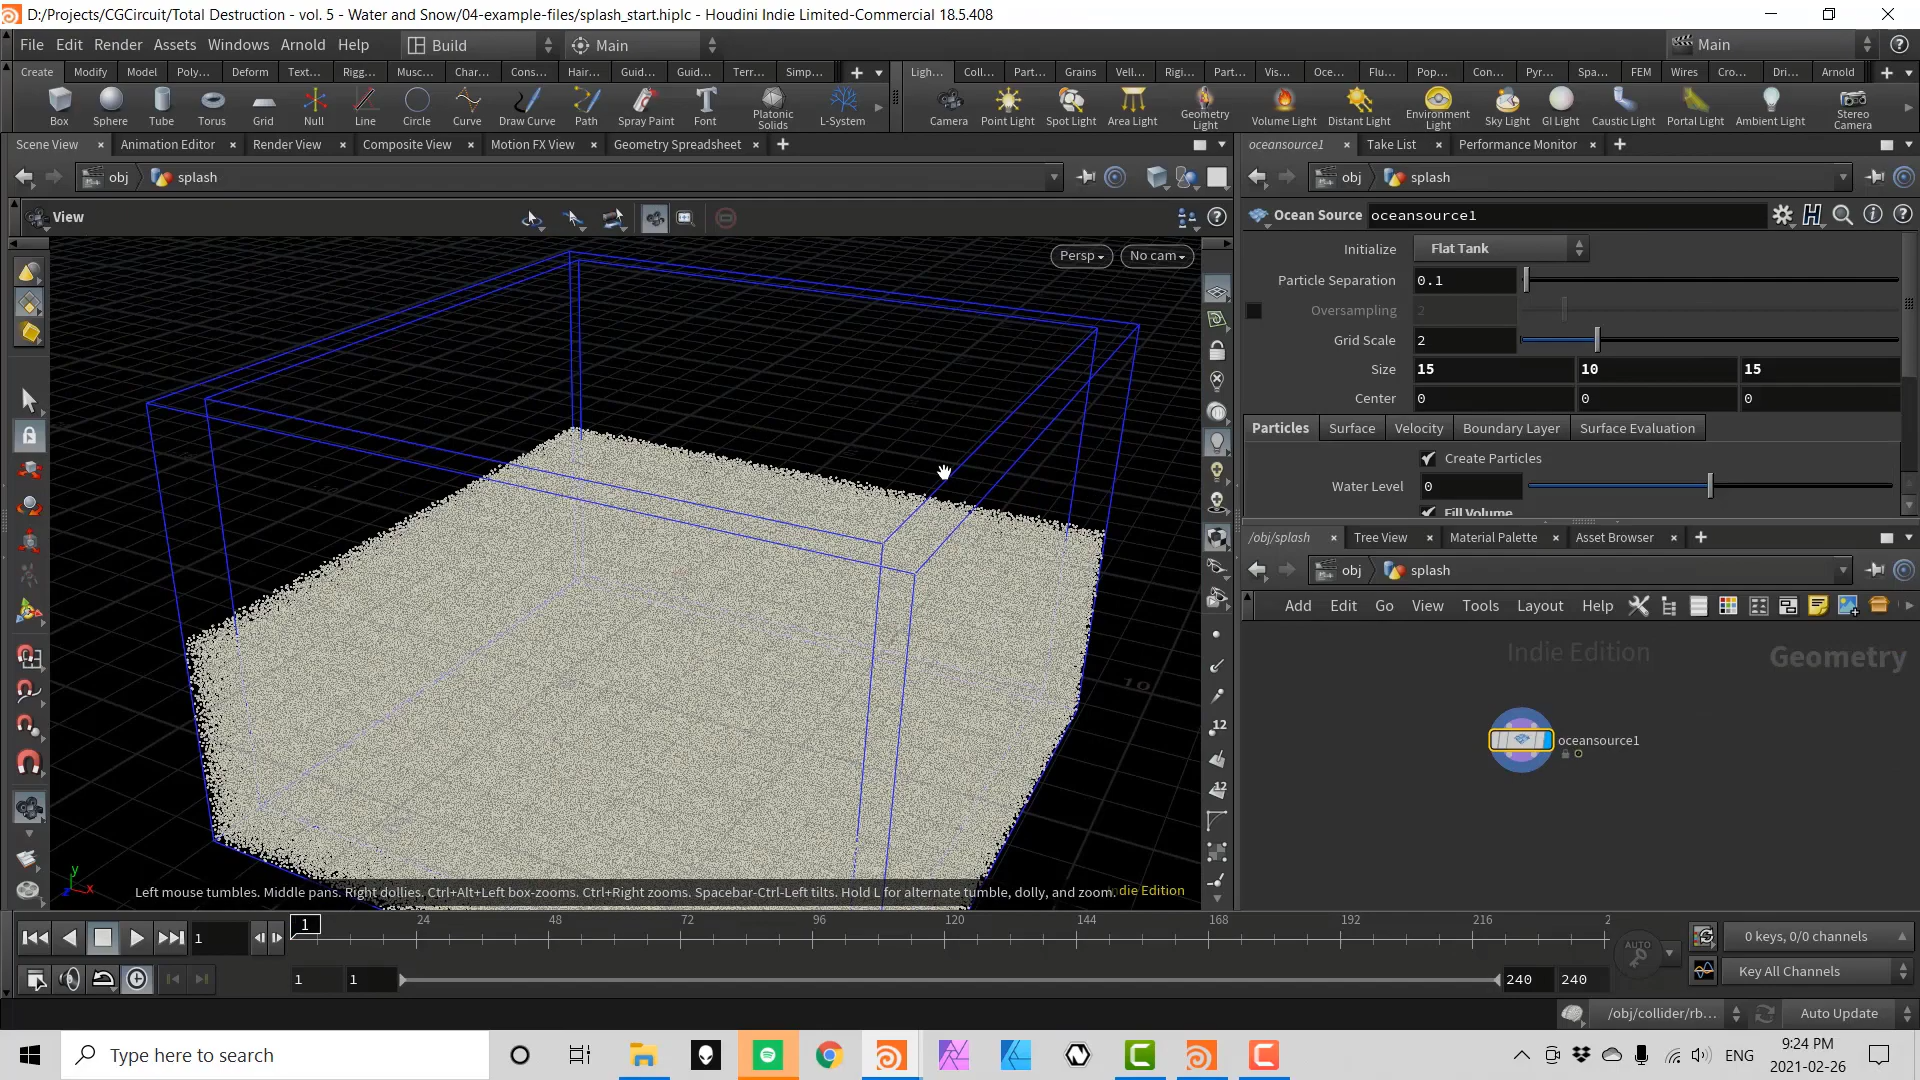 D:/Projects/CGCircuit/Total Destruction - vol. 5 - Water and Snow/04-example-files/splash_start.hiplc - Houdini Indie Limited-Commercial 18.5.408
File Edit Render Assets Windows Arnold Help Build Main Main
Create Modify Model Poly... Deform Text... Rigg... Musc... Char... Cons... Hair... Guid... Guid... Terr... Simp... Ligh... Coll... Part... Grains Vell... Rigi... Part... Vis... Oce... Flu... Pop... Con... Pyr... Spa... FEM Wires Cro... Dri... Arnold
Box Sphere Tube Torus Grid Null Line Circle Curve Draw Curve Path Spray Paint Font Platonic Solids L-System Camera Point Light Spot Light Area Light Geometry Light Volume Light Distant Light Environment Light Sky Light GI Light Caustic Light Portal Light Ambient Light Stereo Camera
Scene View Animation Editor Render View Composite View Motion FX View Geometry Spreadsheet
oceansource1 Take List Performance Monitor
obj splash
obj splash
View
Ocean Source oceansource1
Persp No cam
Initialize Flat Tank
Particle Separation 0.1
Oversampling 2
Grid Scale 2
Size 15 10 15
Center 0 0 0
Particles Surface Velocity Boundary Layer Surface Evaluation
Create Particles
Water Level 0
Fill Volume
/obj/splash Tree View Material Palette Asset Browser
obj splash
Add Edit Go View Tools Layout Help
Indie Edition Geometry
oceansource1
10
12
12
y
z x
Left mouse tumbles. Middle pans. Right dollies. Ctrl+Alt+Left box-zooms. Ctrl+Right zooms. Spacebar-Ctrl-Left tilts. Hold L for alternate tumble, dolly, and zoom.
Indie Edition
1 1 24 48 72 96 120 144 168 192 216 2
AUTO
0 keys, 0/0 channels
1 1 240 240
Key All Channels
/obj/collider/rb... Auto Update
Type here to search
ENG
9:24 PM
2021-02-26